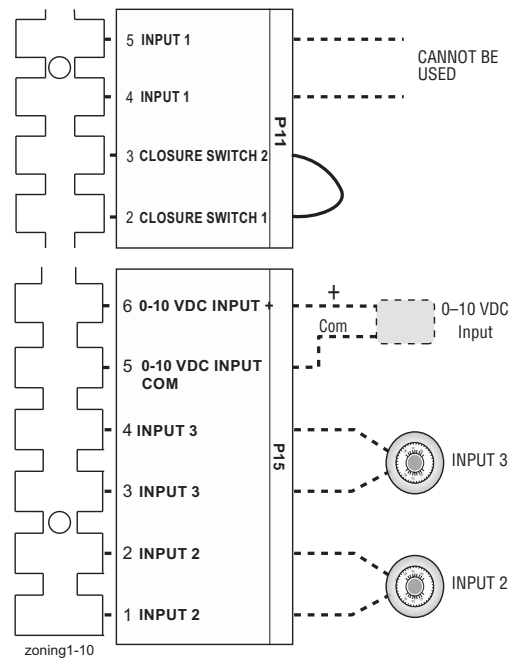 5 INPUT 1
4 INPUT 1
CANNOT BE
USED
P11
3 CLOSURE SWITCH 2
2 CLOSURE SWITCH 1
6 0-10 VDC INPUT +
+
0–10 VDC
Input
Com
5 0-10 VDC INPUT
COM
4 INPUT 3
P15
INPUT 3
3 INPUT 3
2 INPUT 2
INPUT 2
1 INPUT 2
zoning1-10